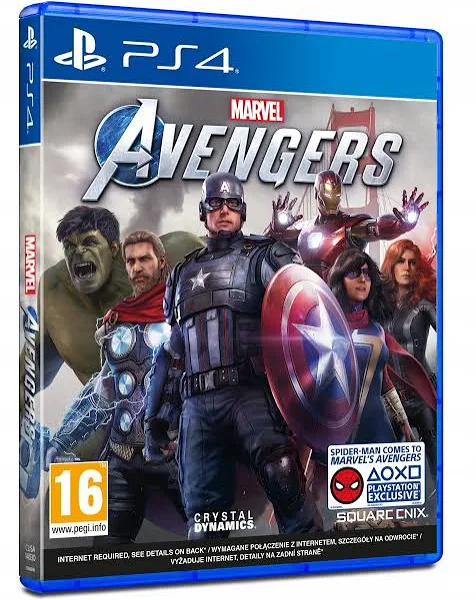 PS4
MARVEL
AVENGERS
PS4
MARVEL
AVENGERS
A
SPIDER-MAN COMES TO
MARVEL'S AVENGERS
PLAYSTATION
EXCLUSIVE
16
www.pegi.info
CRYSTAL
DYNAMICS
SQUARE ENIX
INTERNET REQUIRED, SEE DETAILS ON BACK* / WYMAGANE POŁĄCZENIE Z INTERNETEM, SZCZEGÓŁY NA ODWROCIE* /
VYŽADUJE INTERNET, DETAILY NA ZADNÍ STRANĚ*